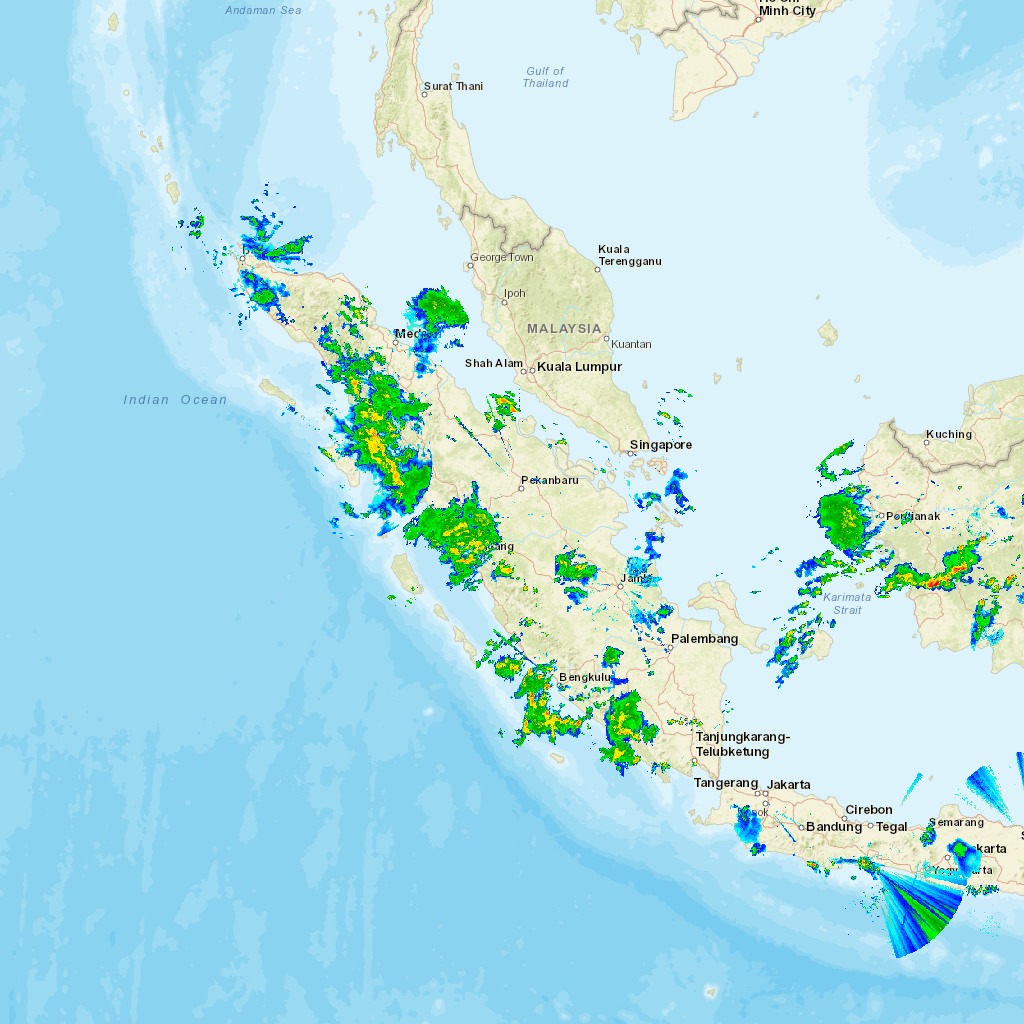 Andaman Sea
Minh City
Gulf of
Thailand
Surat Thani
Kuala
Terengganu
George Town
Ipoh
MALAYSIA
Kuantan
Shah Alam
Kuala Lumpur
Indian Ocean
Kuching
Singapore
Pekanbaru
Karimata
Strait
Palembang
Bengkulu
Tanjungkarang-
Telubketung
Tangerang
Jakarta
Cirebon
Bandung
Tegal
Semarang